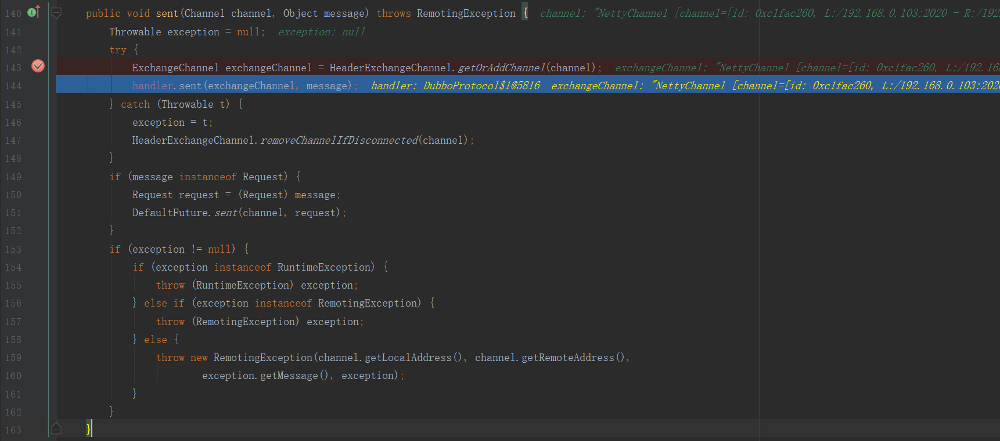 140 public void sent(Channel channel, Object message) throws RemotingException { channel: "NettyChannel [channel=[id: 0xc1fac260, L:/192.168.0.103:2020 - R:/192
141 Throwable exception = null; exception: null
142 try {
143 ExchangeChannel exchangeChannel = HeaderExchangeChannel.getOrAddChannel(channel); exchangeChannel: "NettyChannel [channel=[id: 0xc1fac260, L:/192.16
144 handler.sent(exchangeChannel, message); handler: DubboProtocol$1@5816 exchangeChannel: "NettyChannel [channel=[id: 0xc1fac260, L:/192.168.0.103:202
145 } catch (Throwable t) {
146 exception = t;
147 HeaderExchangeChannel.removeChannelIfDisconnected(channel);
148 }
149 if (message instanceof Request) {
150 Request request = (Request) message;
151 DefaultFuture.sent(channel, request);
152 }
153 if (exception != null) {
154 if (exception instanceof RuntimeException) {
155 throw (RuntimeException) exception;
156 } else if (exception instanceof RemotingException) {
157 throw (RemotingException) exception;
158 } else {
159 throw new RemotingException(channel.getLocalAddress(), channel.getRemoteAddress(),
160 exception.getMessage(), exception);
161 }
162 }
163 }